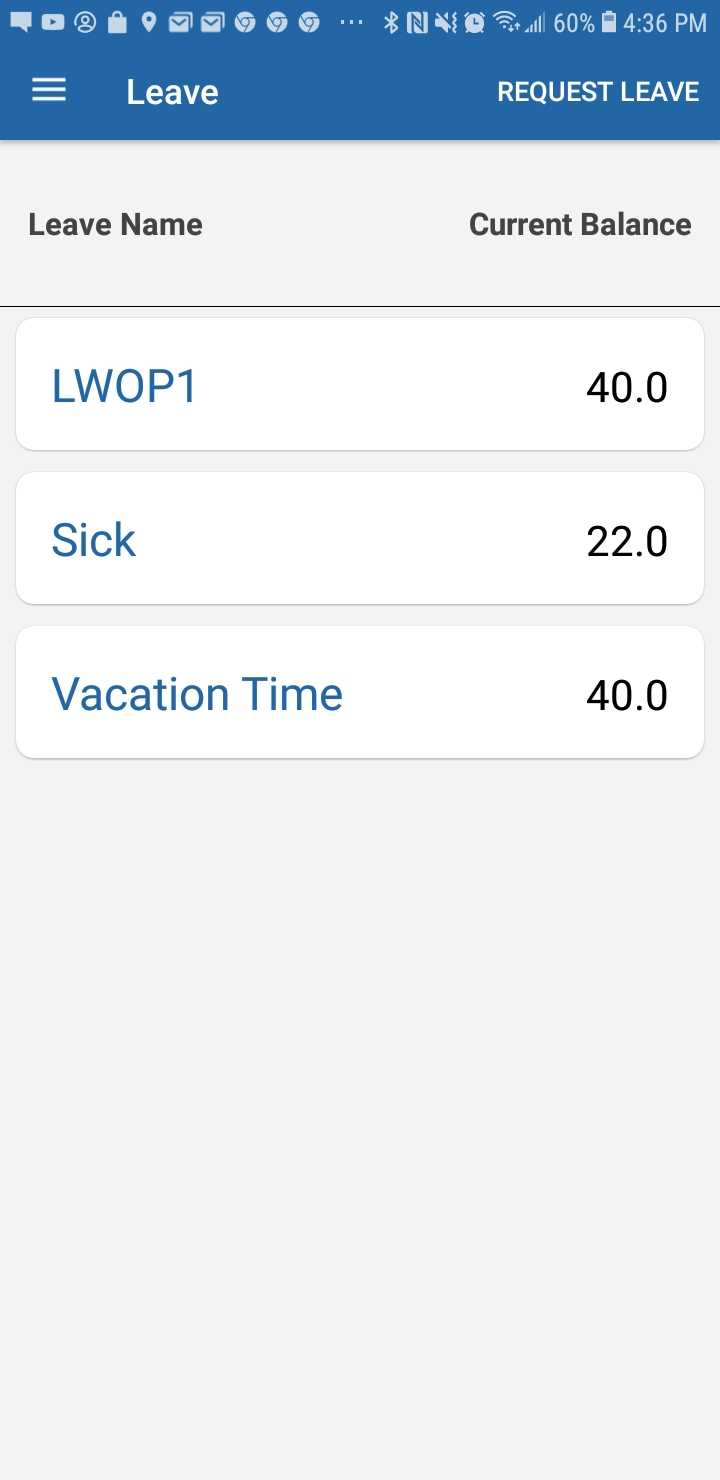 60% 4:36 PM
Leave REQUEST LEAVE
Leave Name Current Balance
LWOP1 40.0
Sick 22.0
Vacation Time 40.0